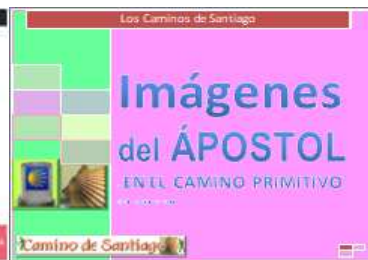 Los Caminos de Santiago
Imágenes
del ÁPOSTOL
EN EL CAMINO PRIMITIVO
Camino de Santiago